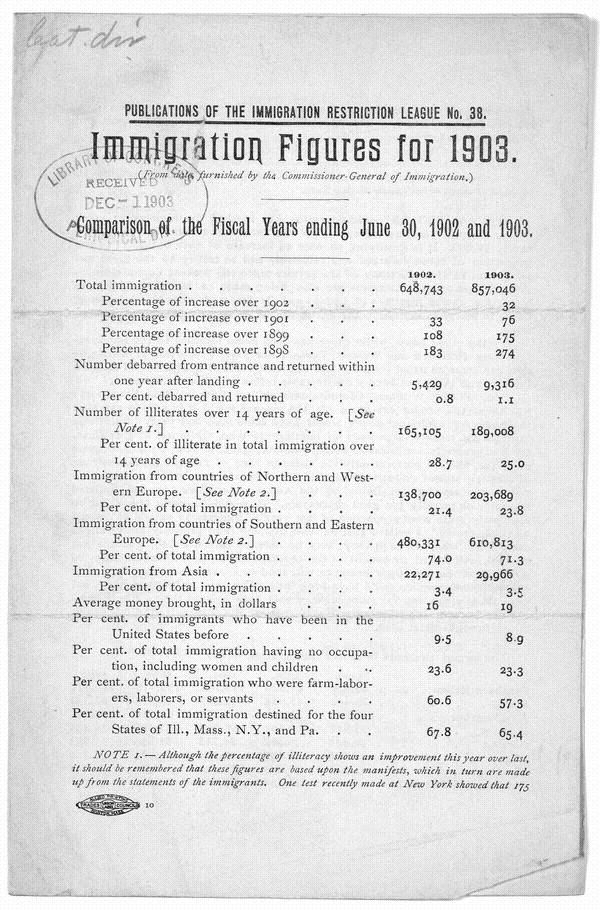 Cat. div
PUBLICATIONS OF THE IMMIGRATION RESTRICTION LEAGUE No. 38.
Immigration Figures for 1903.
(From data furnished by the Commissioner-General of Immigration.)
LIBRARY OF CONGRESS
RECEIVED
DEC -1 1903
PERIODICAL DIV.
Comparison of the Fiscal Years ending June 30, 1902 and 1903.
1902. 1903.
Total immigration . . . . . . . 648,743 857,046
Percentage of increase over 1902 . . . 32
Percentage of increase over 1901 . . . 33 76
Percentage of increase over 1899 . . . 108 175
Percentage of increase over 1898 . . . 183 274
Number debarred from entrance and returned within
one year after landing . . . . . 5,429 9,316
Per cent. debarred and returned . . . 0.8 1.1
Number of illiterates over 14 years of age. [See
Note 1.] . . . . . . . 165,105 189,008
Per cent. of illiterate in total immigration over
14 years of age . . . . . . 28.7 25.0
Immigration from countries of Northern and West-
ern Europe. [See Note 2.] . . . 138,700 203,689
Per cent. of total immigration . . . . 21.4 23.8
Immigration from countries of Southern and Eastern
Europe. [See Note 2.] . . . . 480,331 610,813
Per cent. of total immigration . . . . 74.0 71.3
Immigration from Asia . . . . . . 22,271 29,966
Per cent. of total immigration . . . . 3.4 3.5
Average money brought, in dollars . . . 16 19
Per cent. of immigrants who have been in the
United States before . . . . . 9.5 8.9
Per cent. of total immigration having no occupa-
tion, including women and children . .. 23.6 23.3
Per cent. of total immigration who were farm-labor-
ers, laborers, or servants . . . . 60.6 57.3
Per cent. of total immigration destined for the four
States of Ill., Mass., N.Y., and Pa. . . 67.8 65.4
NOTE 1. — Although the percentage of illiteracy shows an improvement this year over last,
it should be remembered that these figures are based upon the manifests, which in turn are made
up from the statements of the immigrants. One test recently made at New York showed that 175
ALLIED PRINTING
TRADES COUNCIL
BOSTON MASS.
10